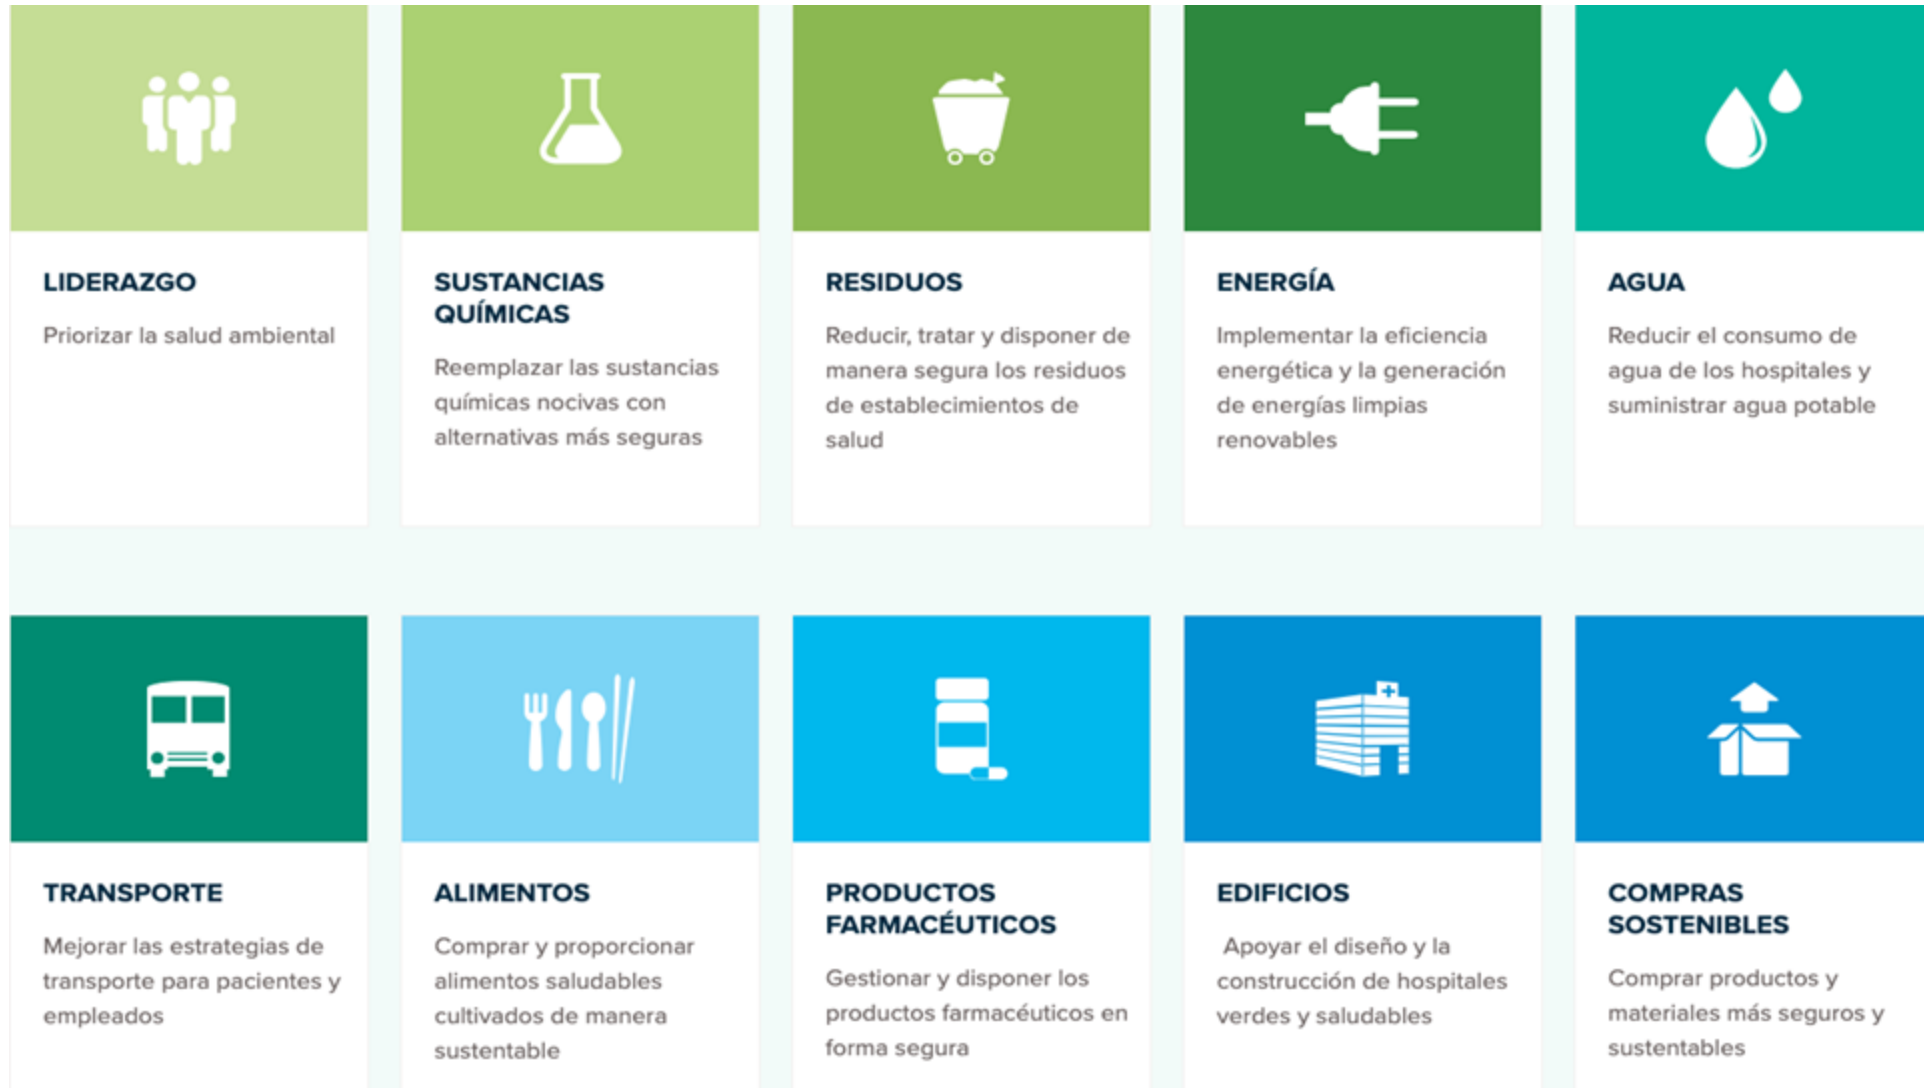 LIDERAZGO
Priorizar la salud ambiental
SUSTANCIAS
QUÍMICAS
Reemplazar las sustancias
químicas nocivas con
alternativas más seguras
RESIDUOS
Reducir, tratar y disponer de
manera segura los residuos
de establecimientos de
salud
ENERGÍA
Implementar la eficiencia
energética y la generación
de energías limpias
renovables
AGUA
Reducir el consumo de
agua de los hospitales y
suministrar agua potable
TRANSPORTE
Mejorar las estrategias de
transporte para pacientes y
empleados
ALIMENTOS
Comprar y proporcionar
alimentos saludables
cultivados de manera
sustentable
PRODUCTOS
FARMACÉUTICOS
Gestionar y disponer los
productos farmacéuticos en
forma segura
EDIFICIOS
Apoyar el diseño y la
construcción de hospitales
verdes y saludables
COMPRAS
SOSTENIBLES
Comprar productos y
materiales más seguros y
sustentables